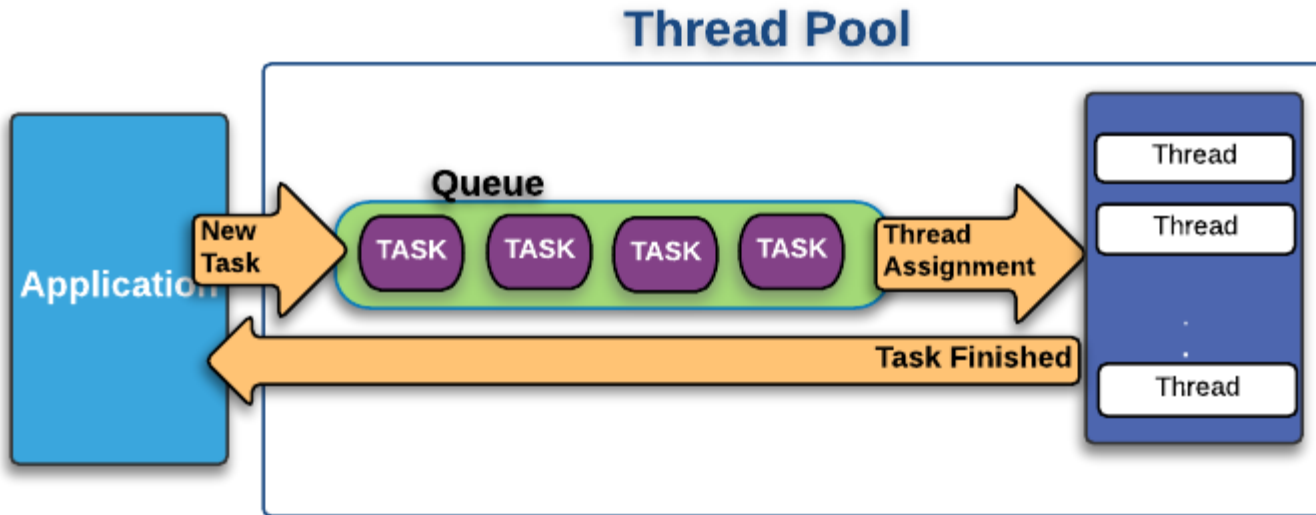 Thread Pool
Application
New
Task
Queue
TASK
TASK
TASK
TASK
Thread
Assignment
Task Finished
Thread
Thread
.
.
Thread